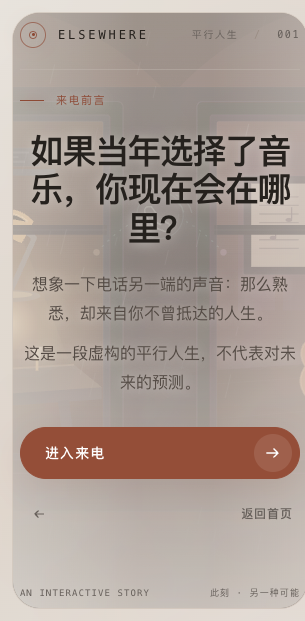 ELSEWHERE
平行人生 / 001
来电前言
如果当年选择了音
乐，你现在会在哪
里？
想象一下电话另一端的声音：那么熟
悉，却来自你不曾抵达的人生。
这是一段虚构的平行人生，不代表对未
来的预测。
进入来电 →
← 返回首页
AN INTERACTIVE STORY
此刻 · 另一种可能